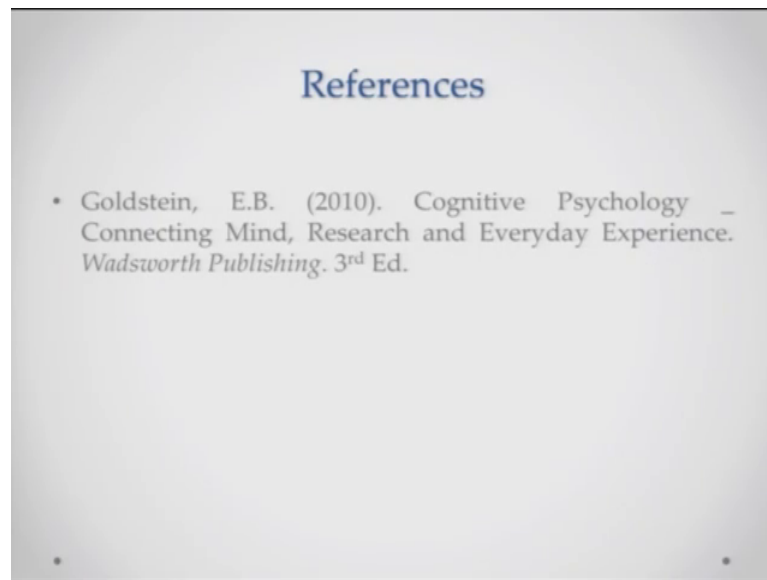 References
• Goldstein, E.B. (2010). Cognitive Psychology _
Connecting Mind, Research and Everyday Experience.
Wadsworth Publishing. 3rd Ed.